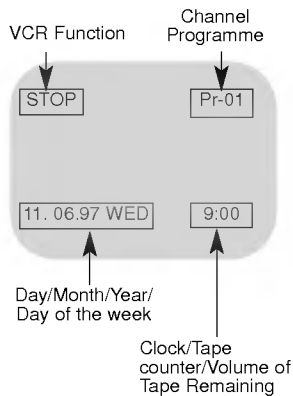 VCR Function
Channel
Programme
STOP
Pr-01
11. 06.97 WED
9:00
Day/Month/Year/
Day of the week
Clock/Tape
counter/Volume of
Tape Remaining